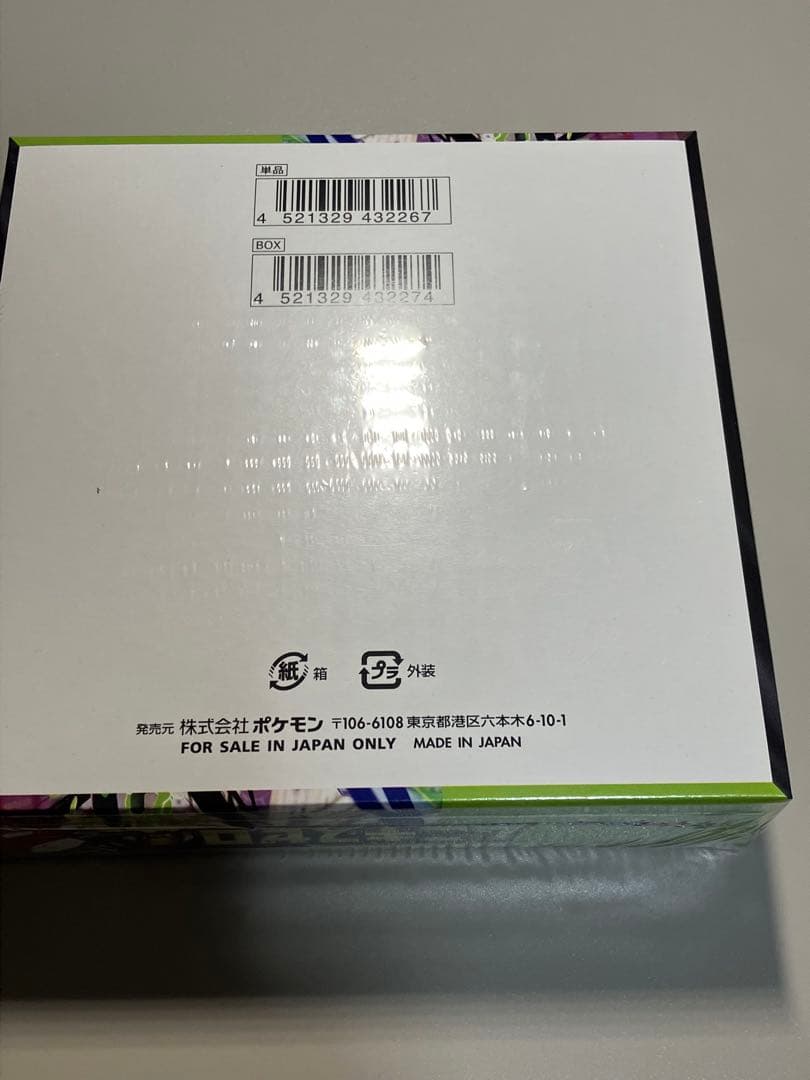 単品
4 521329 432267
BOX
4 521329 432274
紙 箱 プラ 外装
発売元 株式会社ポケモン 〒106-6108 東京都港区六本木6-10-1
FOR SALE IN JAPAN ONLY MADE IN JAPAN